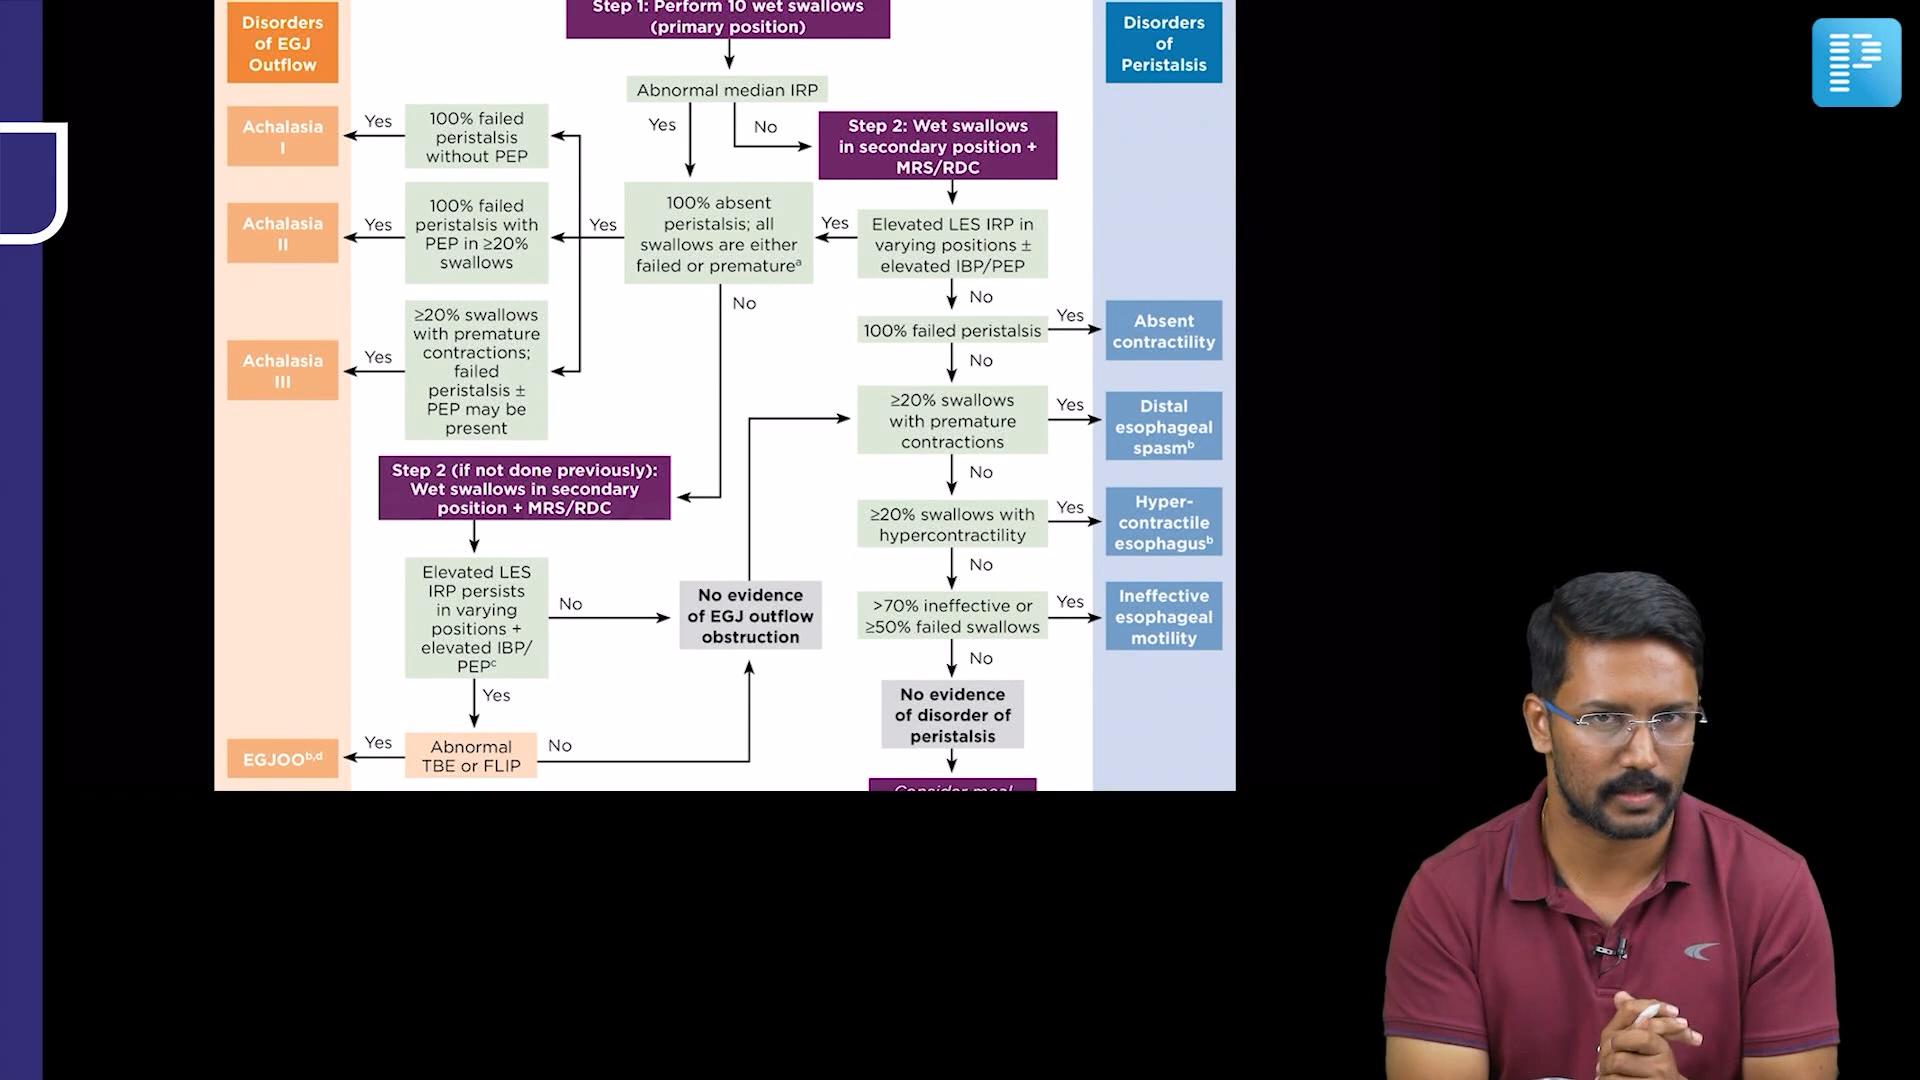 Step 1: Perform 10 wet swallows
(primary position)
Disorders
of EGJ
Outflow
Disorders
of
Peristalsis
Abnormal median IRP
Yes
No
Step 2: Wet swallows
in secondary position +
MRS/RDC
Achalasia
I
Yes
100% failed
peristalsis
without PEP
Achalasia
II
Yes
100% failed
peristalsis with
PEP in ≥20%
swallows
Yes
100% absent
peristalsis; all
swallows are either
failed or prematureᵃ
Yes
Elevated LES IRP in
varying positions ±
elevated IBP/PEP
No
No
Achalasia
III
Yes
≥20% swallows
with premature
contractions;
failed
peristalsis ±
PEP may be
present
100% failed peristalsis
Yes
Absent
contractility
No
≥20% swallows
with premature
contractions
Yes
Distal
esophageal
spasmᵇ
No
Step 2 (if not done previously):
Wet swallows in secondary
position + MRS/RDC
≥20% swallows with
hypercontractility
Yes
Hyper-
contractile
esophagusᵇ
No
Elevated LES
IRP persists
in varying
positions +
elevated IBP/
PEPᶜ
No
No evidence
of EGJ outflow
obstruction
>70% ineffective or
≥50% failed swallows
Yes
Ineffective
esophageal
motility
No
Yes
No evidence
of disorder of
peristalsis
EGJOOᵇ,ᵈ
Yes
Abnormal
TBE or FLIP
No
Consider meal